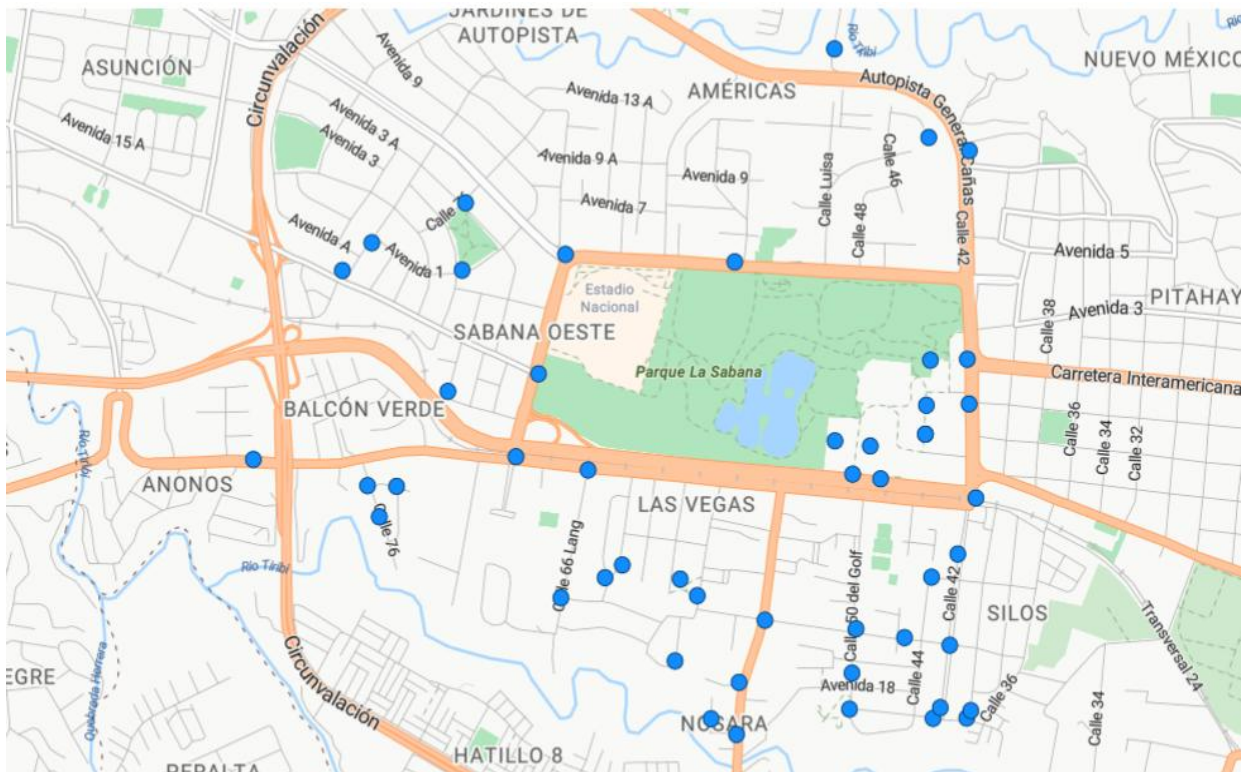 JARDINES DE
AUTOPISTA
Circunvalación
Río Tiribí
ASUNCIÓN
Avenida 9
NUEVO MÉXICO
AMÉRICAS
Autopista General Cañas
Avenida 13 A
Avenida 15 A
Avenida 3 A
Avenida 3
Avenida 9 A
Avenida 9
Calle Luisa
Calle 46
Calle 48
Calle 42
Avenida 7
Avenida A
Avenida 1
Avenida 5
Estadio
Nacional
PITAHAY
Avenida 3
Calle 38
SABANA OESTE
Parque La Sabana
Carretera Interamericana
BALCÓN VERDE
Calle 36
Calle 34
Calle 32
Río Tiribí
ANONOS
LAS VEGAS
Calle 76
Río Tiribí
Calle 66 Lang
Calle 50 del Golf
Calle 42
SILOS
Transversal 24
Quebrada Herrera
Circunvalación
EGRE
Avenida 18
Calle 44
Calle 36
Calle 34
NOSARA
HATILLO 8
PERALTA